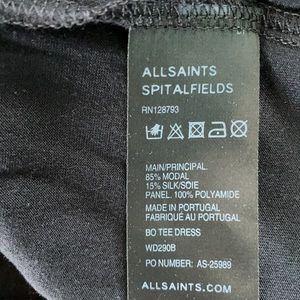 ALLSAINTS
SPITALFIELDS
RN128793
MAIN/PRINCIPAL.
85% MODAL
15% SILK/SOIE
PANEL. 100% POLYAMIDE
MADE IN PORTUGAL
FABRIQUÉ AU PORTUGAL
BO TEE DRESS
WD290B
PO NUMBER: AS-25989
ALLSAINTS.COM